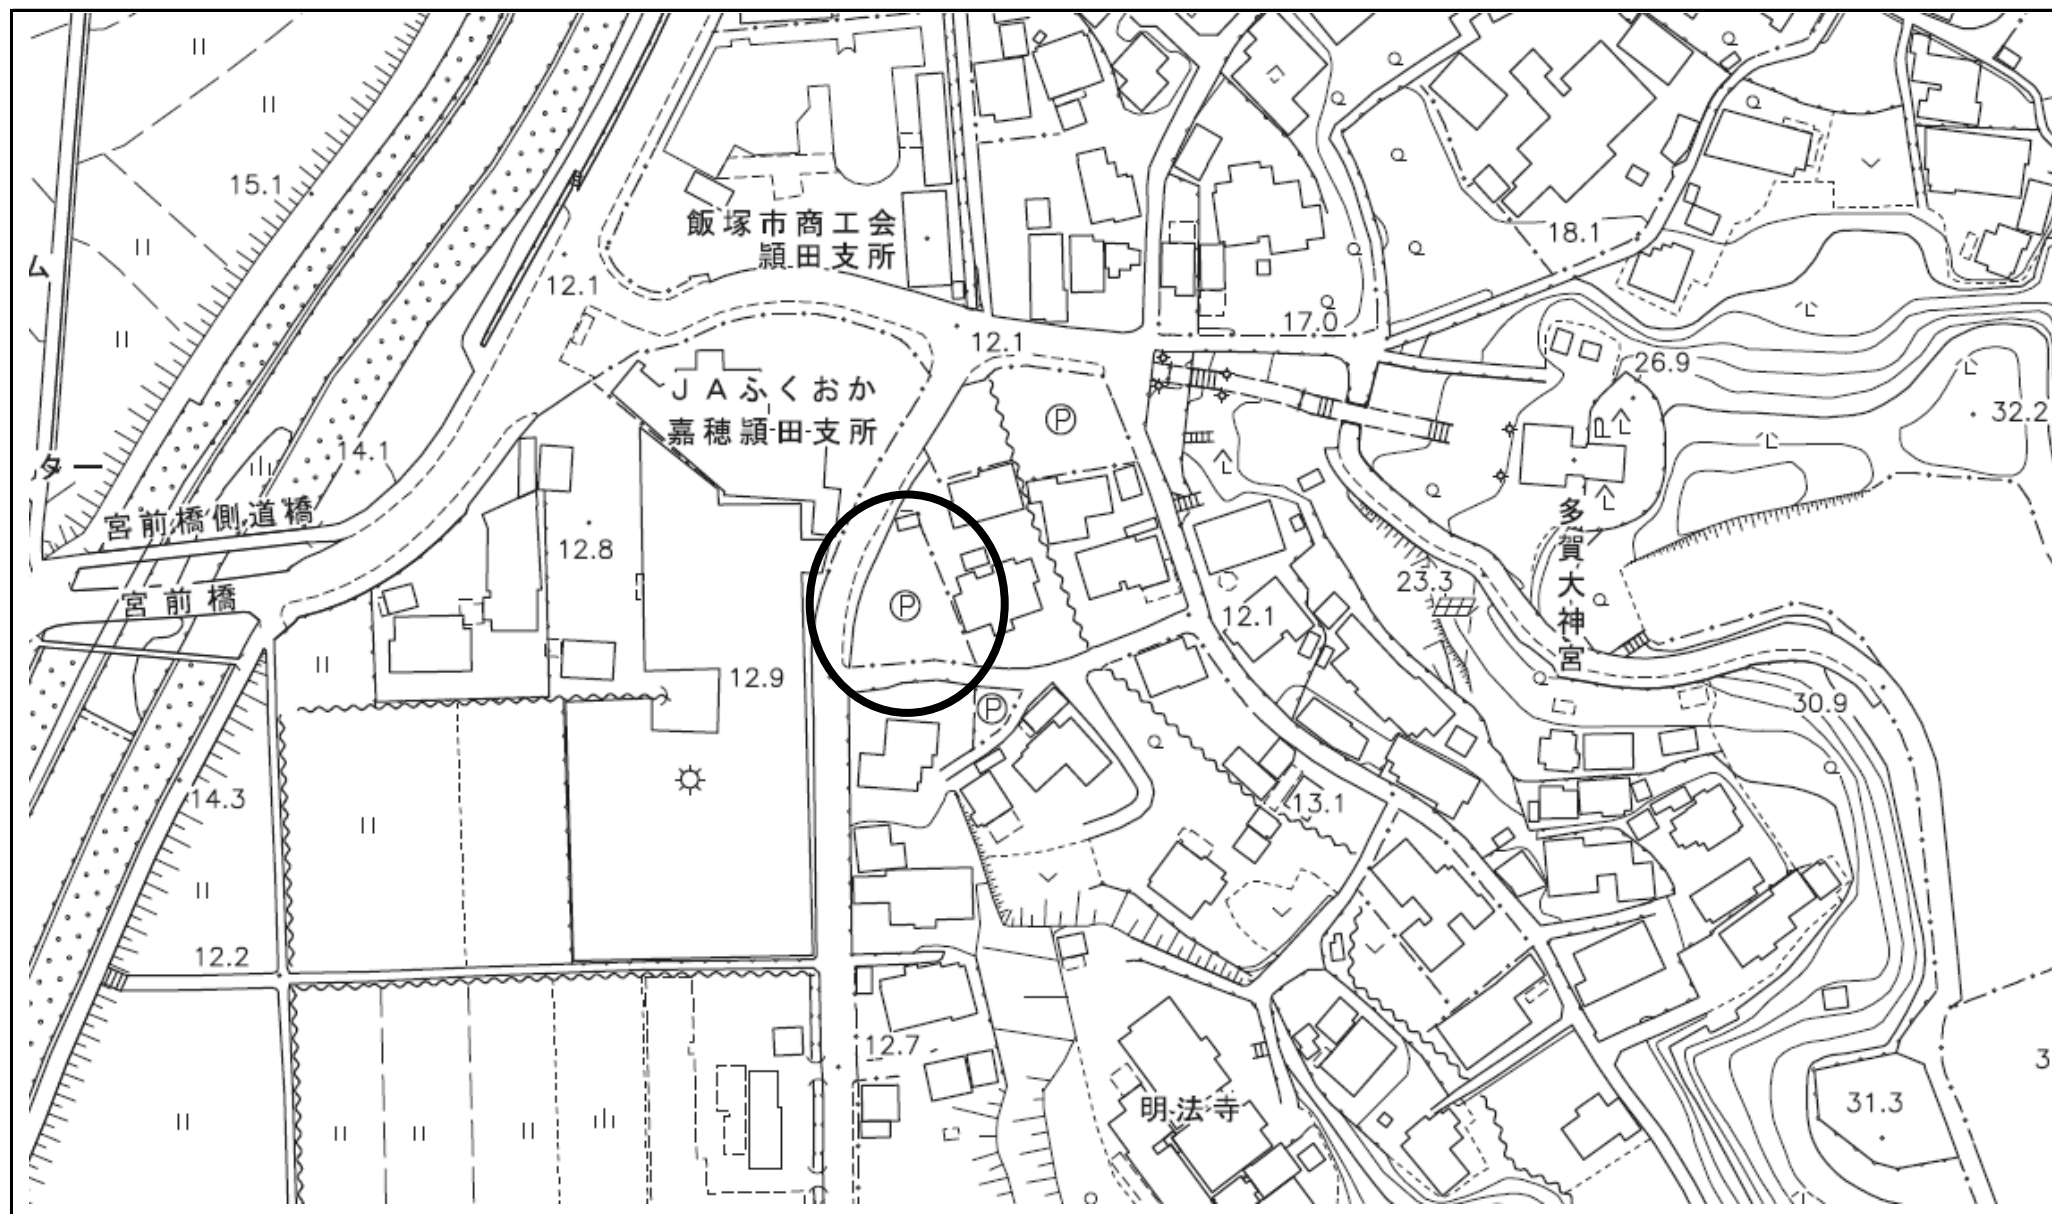 15.1
飯塚市商工会
頴田支所
18.1
ム
12.1
17.0
12.1
26.9
JAふくおか
嘉穂頴田支所
P
32.2
14.1
ター
宮前橋側道橋
多賀大神宮
12.8
23.3
宮前橋
P
12.1
12.9
P
30.9
14.3
13.1
12.2
12.7
3
明法寺
31.3